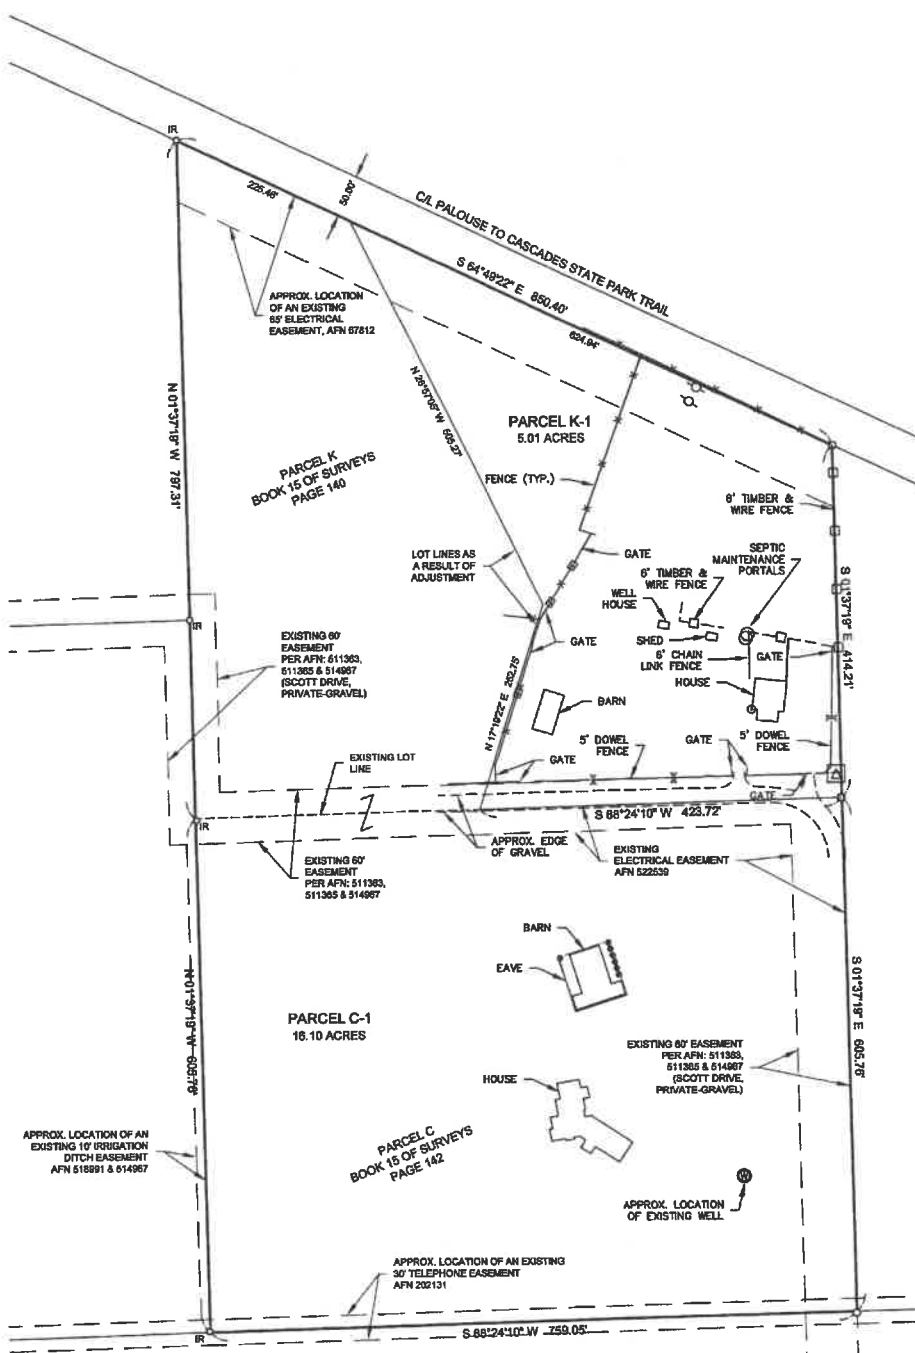 IR
225.46'
50.00'
C/L PALOUSE TO CASCADES STATE PARK TRAIL
S 64°49'22" E 850.40'
624.94'
APPROX. LOCATION
OF AN EXISTING
65' ELECTRICAL
EASEMENT, AFN 67812
N 01°37'19" W 797.31'
N 26°57'05" W 505.27'
PARCEL K-1
5.01 ACRES
PARCEL K
BOOK 15 OF SURVEYS
PAGE 140
FENCE (TYP.)
6' TIMBER &
WIRE FENCE
LOT LINES AS
A RESULT OF
ADJUSTMENT
GATE
SEPTIC
MAINTENANCE
PORTALS
6' TIMBER &
WIRE FENCE
WELL
HOUSE
SHED
6' CHAIN
LINK FENCE
GATE
HOUSE
S 01°37'19" E 414.21'
IR
EXISTING 60'
EASEMENT
PER AFN: 511363,
511365 & 514967
(SCOTT DRIVE,
PRIVATE-GRAVEL)
GATE
N 17°19'22" E 262.75'
BARN
5' DOWEL
FENCE
GATE
GATE
5' DOWEL
FENCE
GATE
EXISTING LOT
LINE
IR
S 88°24'10" W 423.72'
APPROX. EDGE
OF GRAVEL
EXISTING
ELECTRICAL EASEMENT
AFN 522539
EXISTING 60'
EASEMENT
PER AFN: 511363,
511365 & 514967
BARN
EAVE
N 01°37'19" W 605.76'
S 01°37'19" E 605.76'
PARCEL C-1
16.10 ACRES
EXISTING 60' EASEMENT
PER AFN: 511363,
511365 & 514967
(SCOTT DRIVE,
PRIVATE-GRAVEL)
HOUSE
APPROX. LOCATION OF AN
EXISTING 10' IRRIGATION
DITCH EASEMENT
AFN 518991 & 514967
PARCEL C
BOOK 15 OF SURVEYS
PAGE 142
W
APPROX. LOCATION
OF EXISTING WELL
APPROX. LOCATION OF AN EXISTING
30' TELEPHONE EASEMENT
AFN 202131
IR
S 88°24'10" W 759.05'